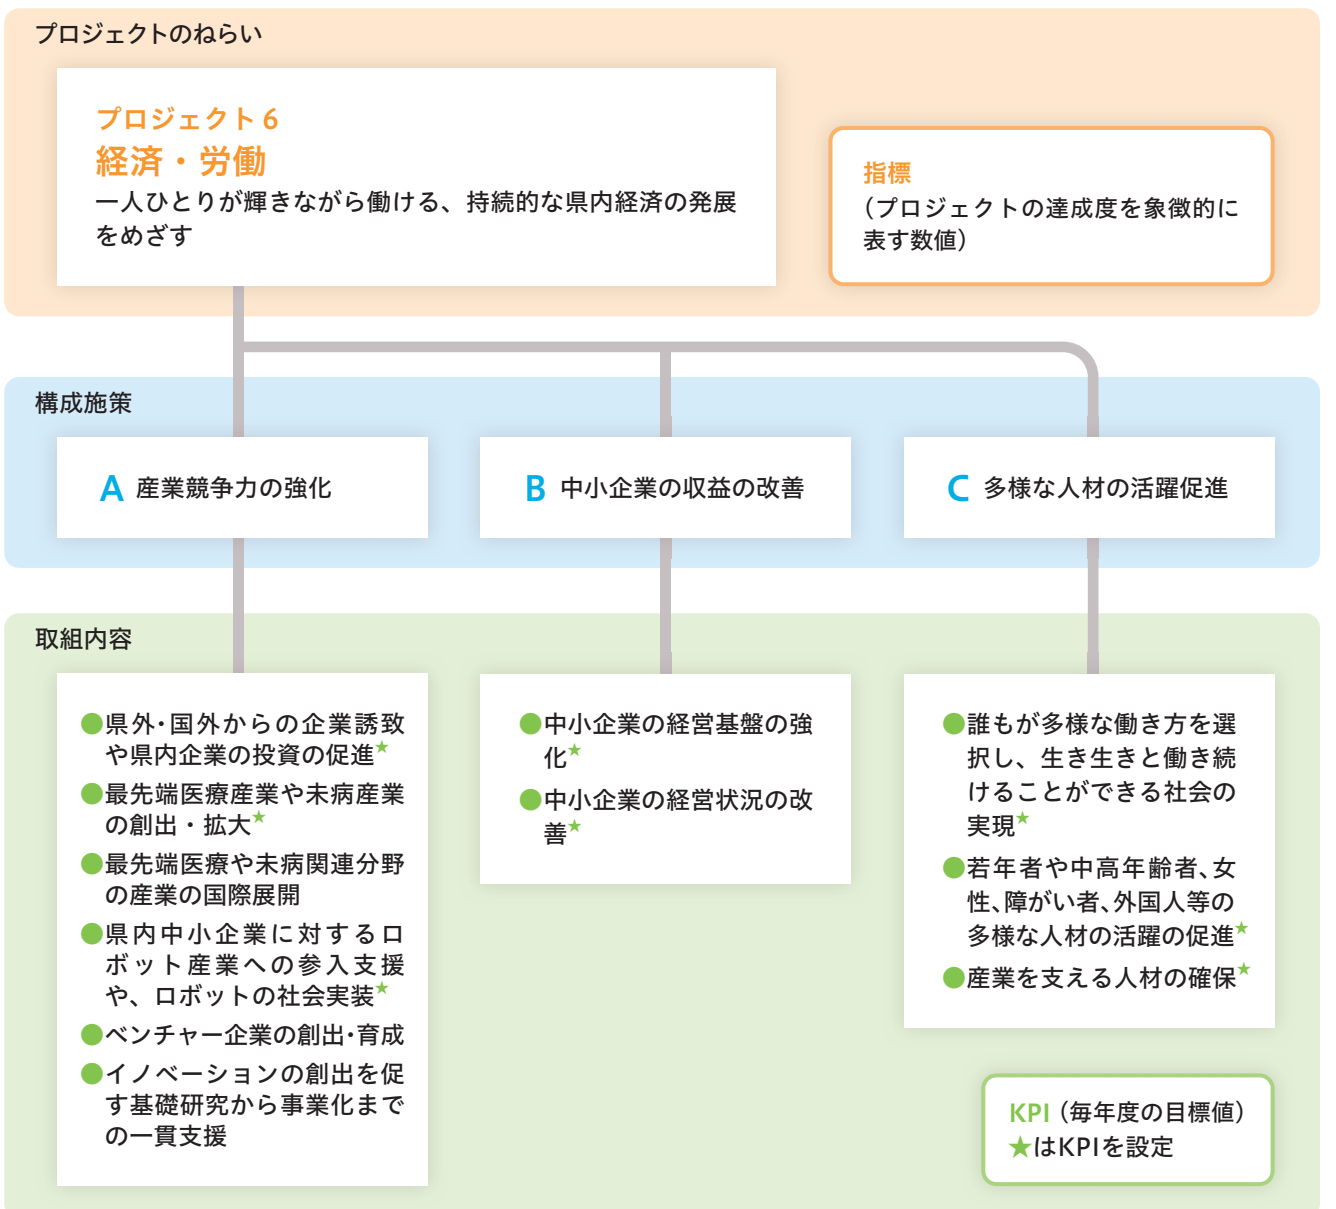 プロジェクトのねらい
プロジェクト 6
経済・労働
一人ひとりが輝きながら働ける、持続的な県内経済の発展
をめざす
指標
（プロジェクトの達成度を象徴的に
表す数値）
構成施策
A 産業競争力の強化
B 中小企業の収益の改善
C 多様な人材の活躍促進
取組内容
●県外・国外からの企業誘致
や県内企業の投資の促進★
●最先端医療産業や未病産業
の創出・拡大★
●最先端医療や未病関連分野
の産業の国際展開
●県内中小企業に対するロ
ボット産業への参入支援
や、ロボットの社会実装★
●ベンチャー企業の創出・育成
●イノベーションの創出を促
す基礎研究から事業化まで
の一貫支援
●中小企業の経営基盤の強
化★
●中小企業の経営状況の改
善★
●誰もが多様な働き方を選
択し、生き生きと働き続
けることができる社会の
実現★
●若年者や中高年齢者、女
性、障がい者、外国人等の
多様な人材の活躍の促進★
●産業を支える人材の確保★
KPI（毎年度の目標値）
★はKPIを設定